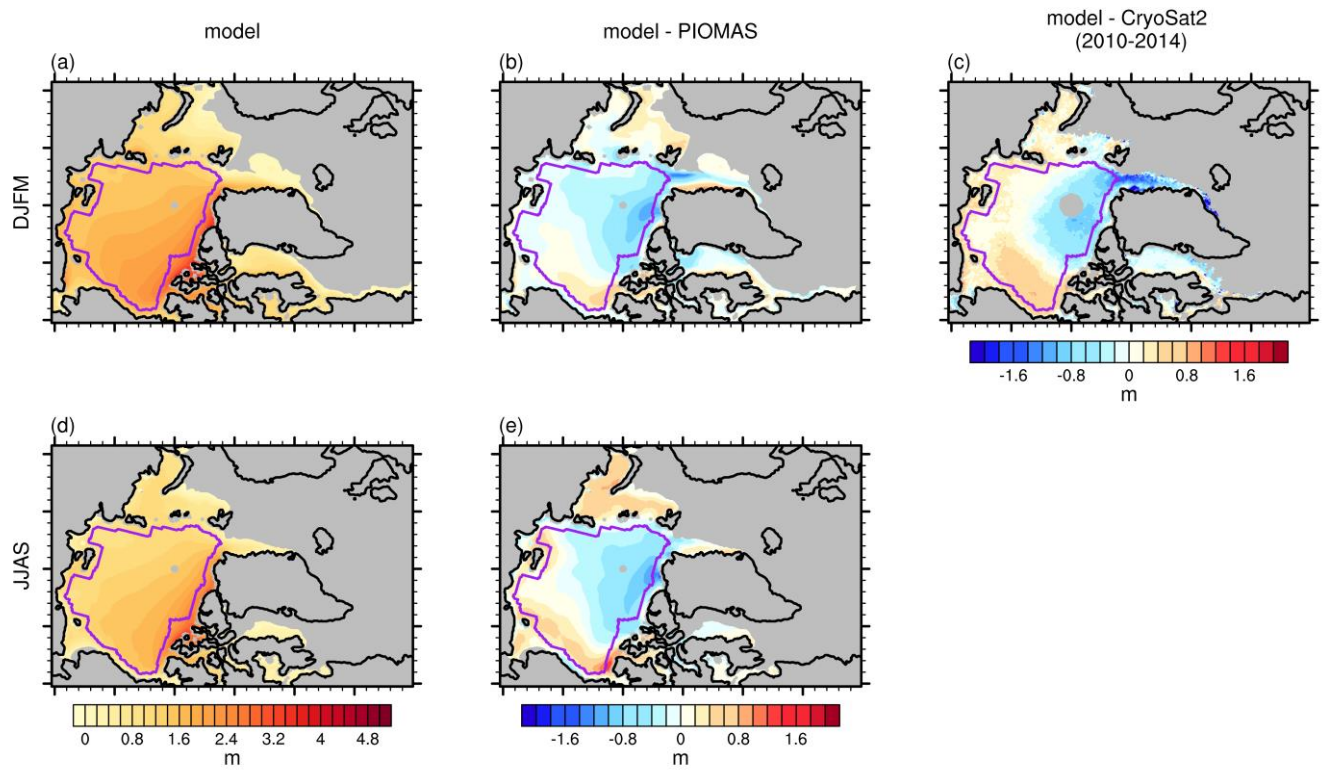 model
model - PIOMAS
model - CryoSat2
(2010-2014)
(a)
(b)
(c)
DJFM
-1.6 -0.8 0 0.8 1.6
m
(d)
(e)
JJAS
0 0.8 1.6 2.4 3.2 4 4.8
m
-1.6 -0.8 0 0.8 1.6
m